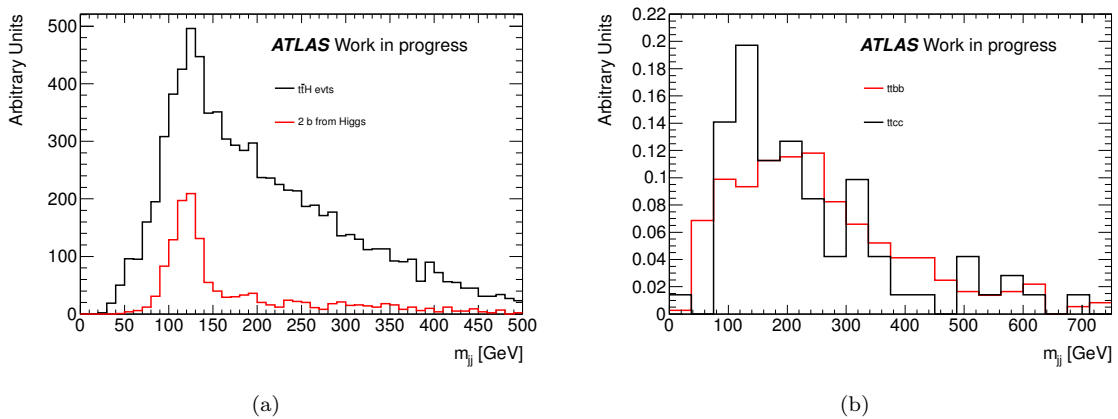 Arbitrary Units
500
400
300
200
100
0
ATLAS Work in progress
tt̄H evts
2 b from Higgs
0 50 100 150 200 250 300 350 400 450 500
m_jj [GeV]
(a)
Arbitrary Units
0.22
0.2
0.18
0.16
0.14
0.12
0.1
0.08
0.06
0.04
0.02
0
ATLAS Work in progress
ttbb
ttcc
0 100 200 300 400 500 600 700
m_jj [GeV]
(b)